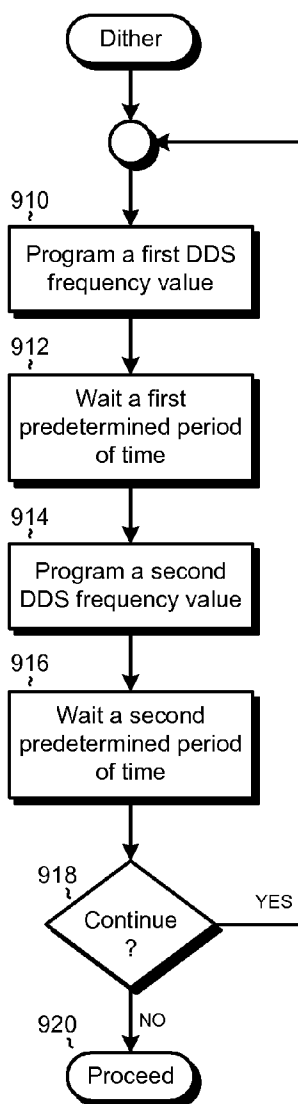 Dither
910
Program a first DDS
frequency value
912
Wait a first
predetermined period
of time
914
Program a second
DDS frequency value
916
Wait a second
predetermined period
of time
918
Continue
?
YES
NO
920
Proceed